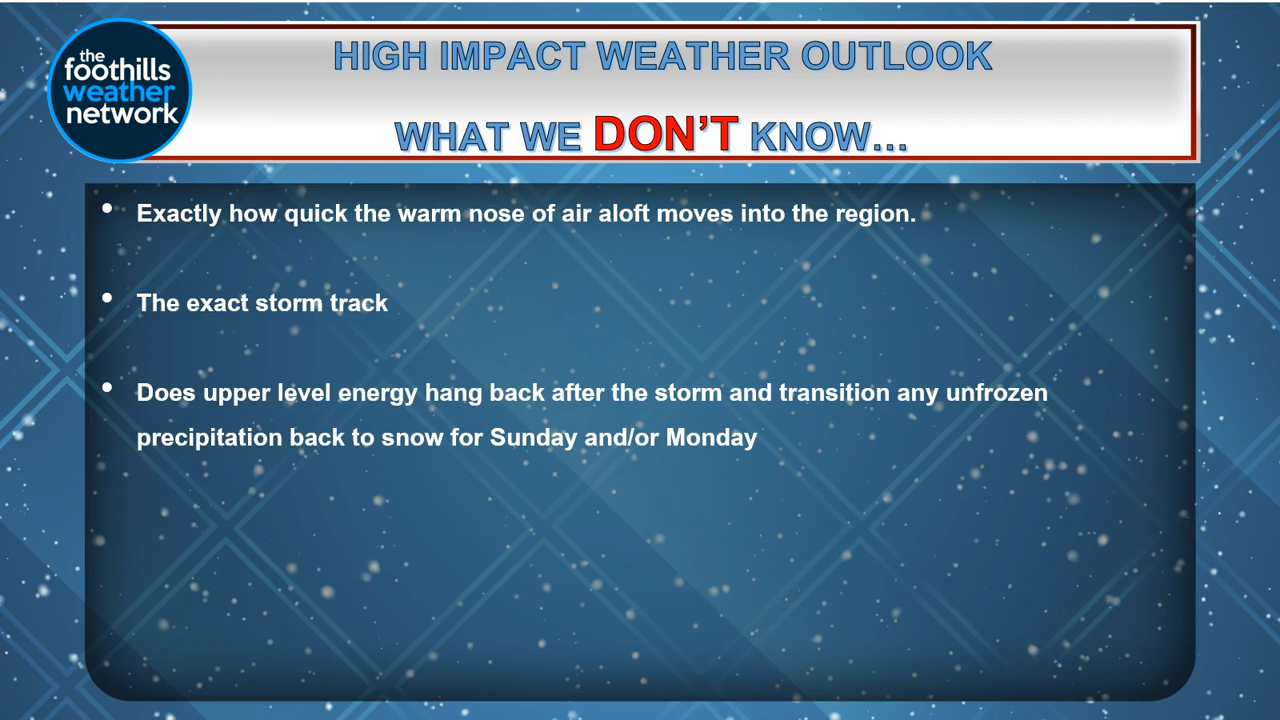 the
foothills
weather
network
HIGH IMPACT WEATHER OUTLOOK
WHAT WE DON’T KNOW...
• Exactly how quick the warm nose of air aloft moves into the region.
• The exact storm track
• Does upper level energy hang back after the storm and transition any unfrozen
precipitation back to snow for Sunday and/or Monday